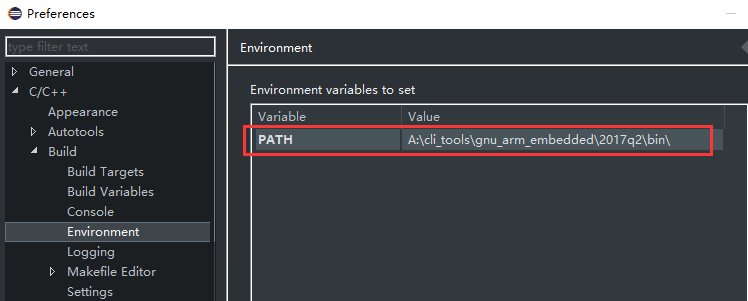 Preferences
type filter text
General
C/C++
Appearance
Autotools
Build
Build Targets
Build Variables
Console
Environment
Logging
Makefile Editor
Settings
Environment
Environment variables to set
Variable Value
PATH A:\cli_tools\gnu_arm_embedded\2017q2\bin\